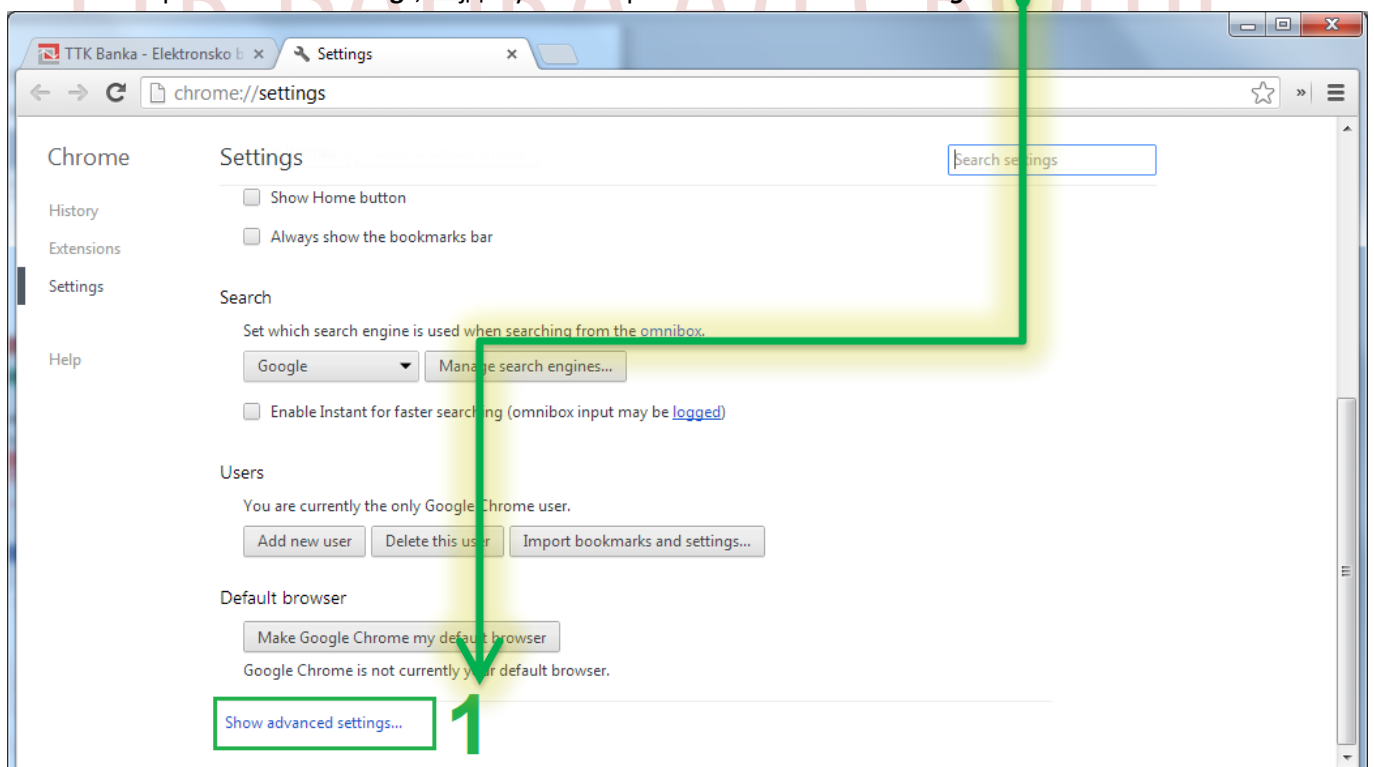 TTK Banka - Elektronsko b
Settings
chrome://settings
Chrome
Settings
Search settings
History
Extensions
Settings
Help
Show Home button
Always show the bookmarks bar
Search
Set which search engine is used when searching from the omnibox.
Google
Manage search engines...
Enable Instant for faster searching (omnibox input may be logged)
Users
You are currently the only Google Chrome user.
Add new user
Delete this user
Import bookmarks and settings...
Default browser
Make Google Chrome my default browser
Google Chrome is not currently your default browser.
Show advanced settings...
1